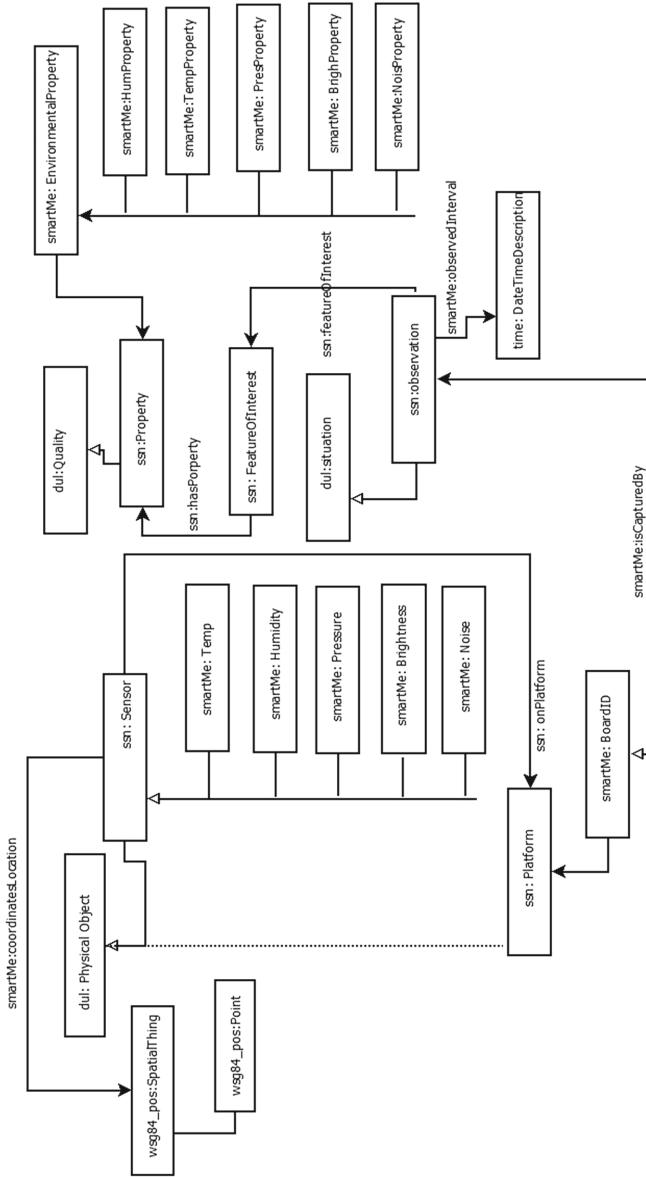 smartMe:coordinatesLocation
wsg84_pos:SpatialThing
wsg84_pos:Point
dul: Physical Object
ssn: Sensor
smartMe: Temp
smartMe: Humidity
smartMe: Pressure
smartMe: Brightness
smartMe: Noise
ssn: onPlatform
ssn: Platform
smartMe: BoardID
dul:Quality
ssn:Property
ssn:hasPorperty
ssn: FeatureOfInterest
dul:situation
ssn:featureOfInterest
ssn:observation
smartMe:observedInterval
time: DateTimeDescription
smartMe:isCapturedBy
smartMe: EnvironmentalProperty
smartMe:HumProperty
smartMe:TempProperty
smartMe: PresProperty
smartMe: BrighProperty
smartMe:NoisProperty